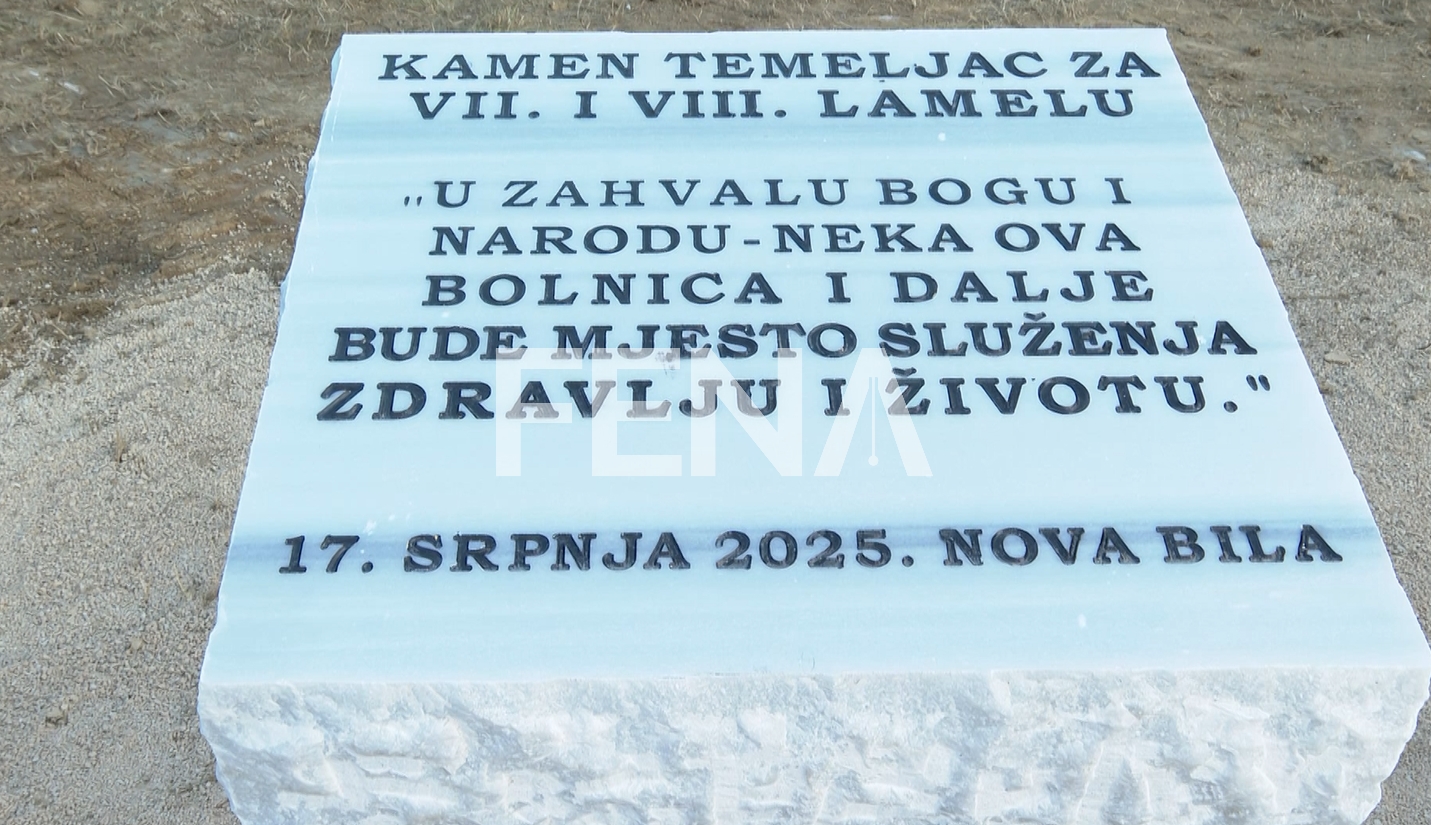 KAMEN TEMELJAC ZA
VII. I VIII. LAMELU
"U ZAHVALU BOGU I
NARODU-NEKA OVA
BOLNICA I DALJE
BUDE MJESTO SLUŽENJA
ZDRAVLJU I ŽIVOTU."
FENA
17. SRPNJA 2025. NOVA BILA